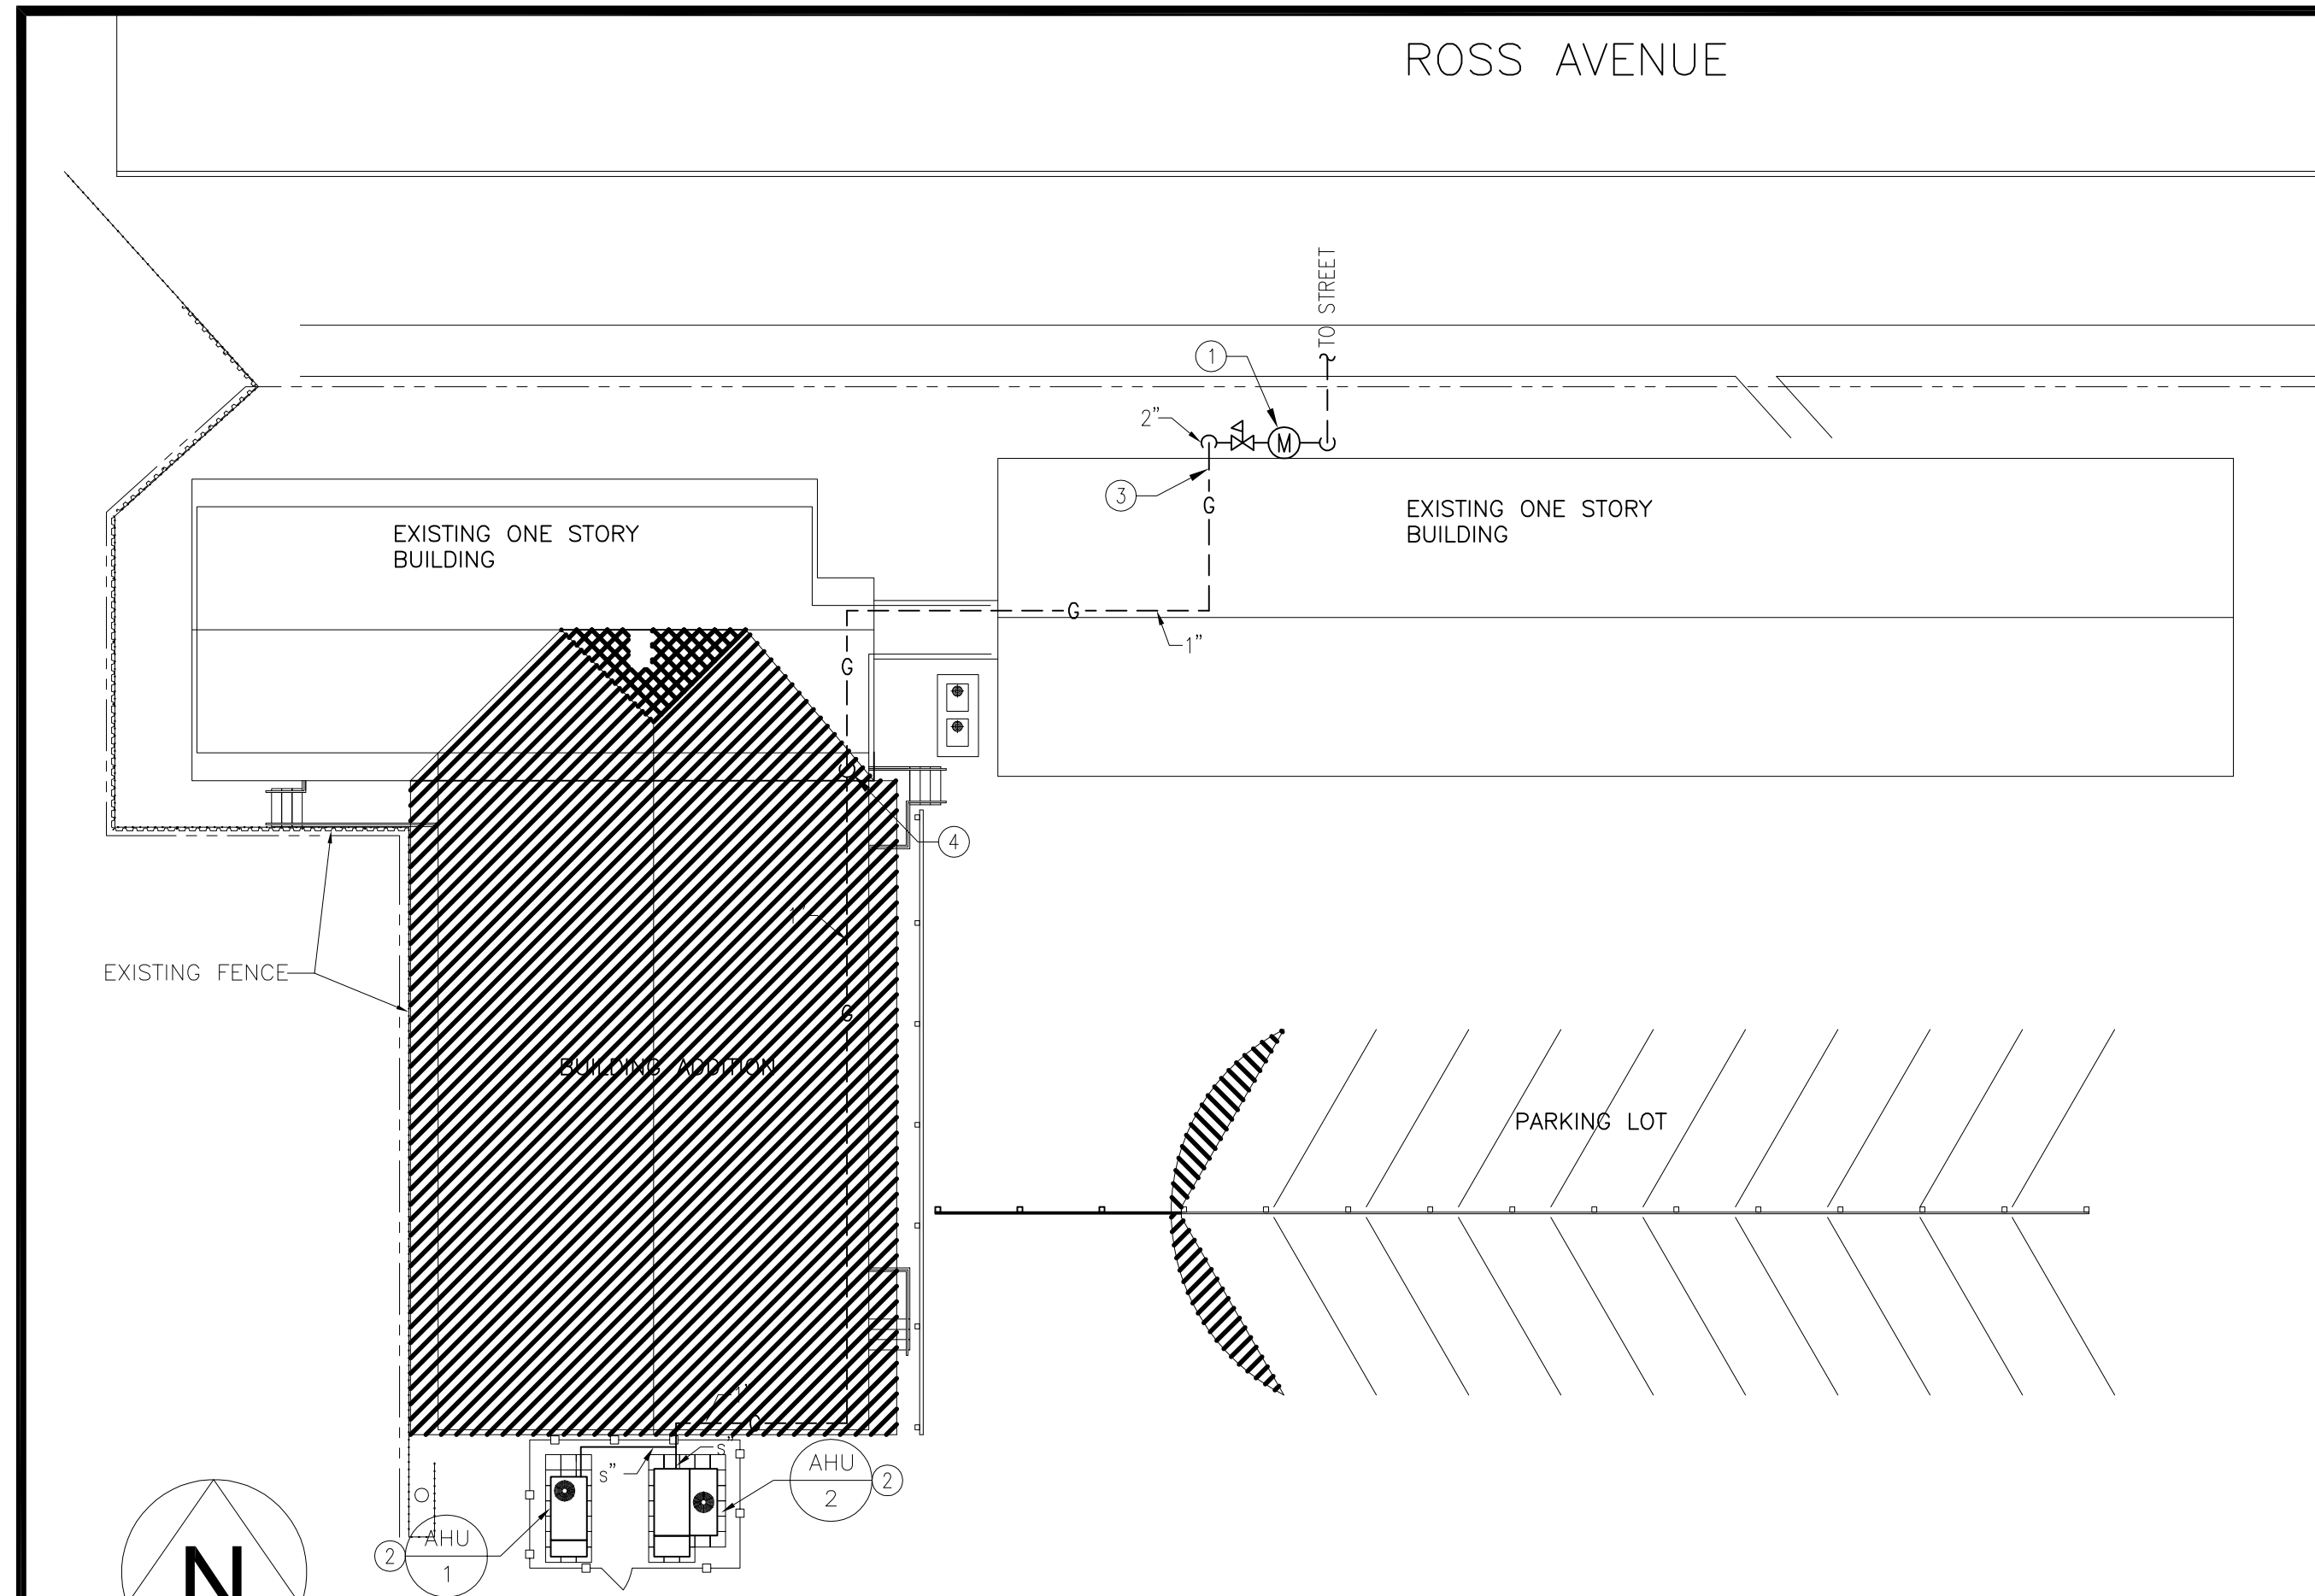 ROSS AVENUE
TO STREET
1
2"
M
3
G
EXISTING ONE STORY
BUILDING
EXISTING ONE STORY
BUILDING
G
1"
G
4
1"
EXISTING FENCE
G
BUILDING ADDITION
PARKING LOT
1"
G
s"
s"
AHU
2
2
AHU
1
2
N